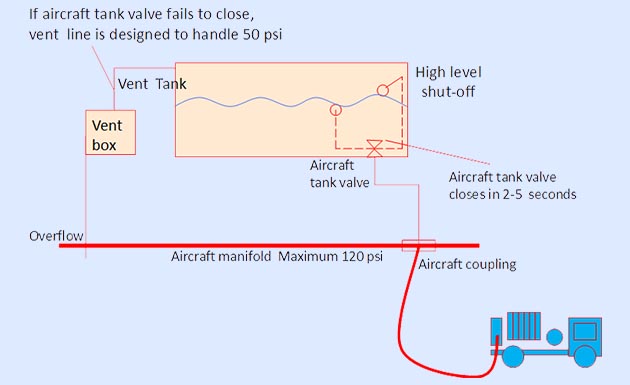 If aircraft tank valve fails to close,
vent line is designed to handle 50 psi
Vent Tank
High level
shut-off
Vent
box
Aircraft
tank valve
Aircraft tank valve
closes in 2-5 seconds
Overflow
Aircraft manifold Maximum 120 psi
Aircraft coupling